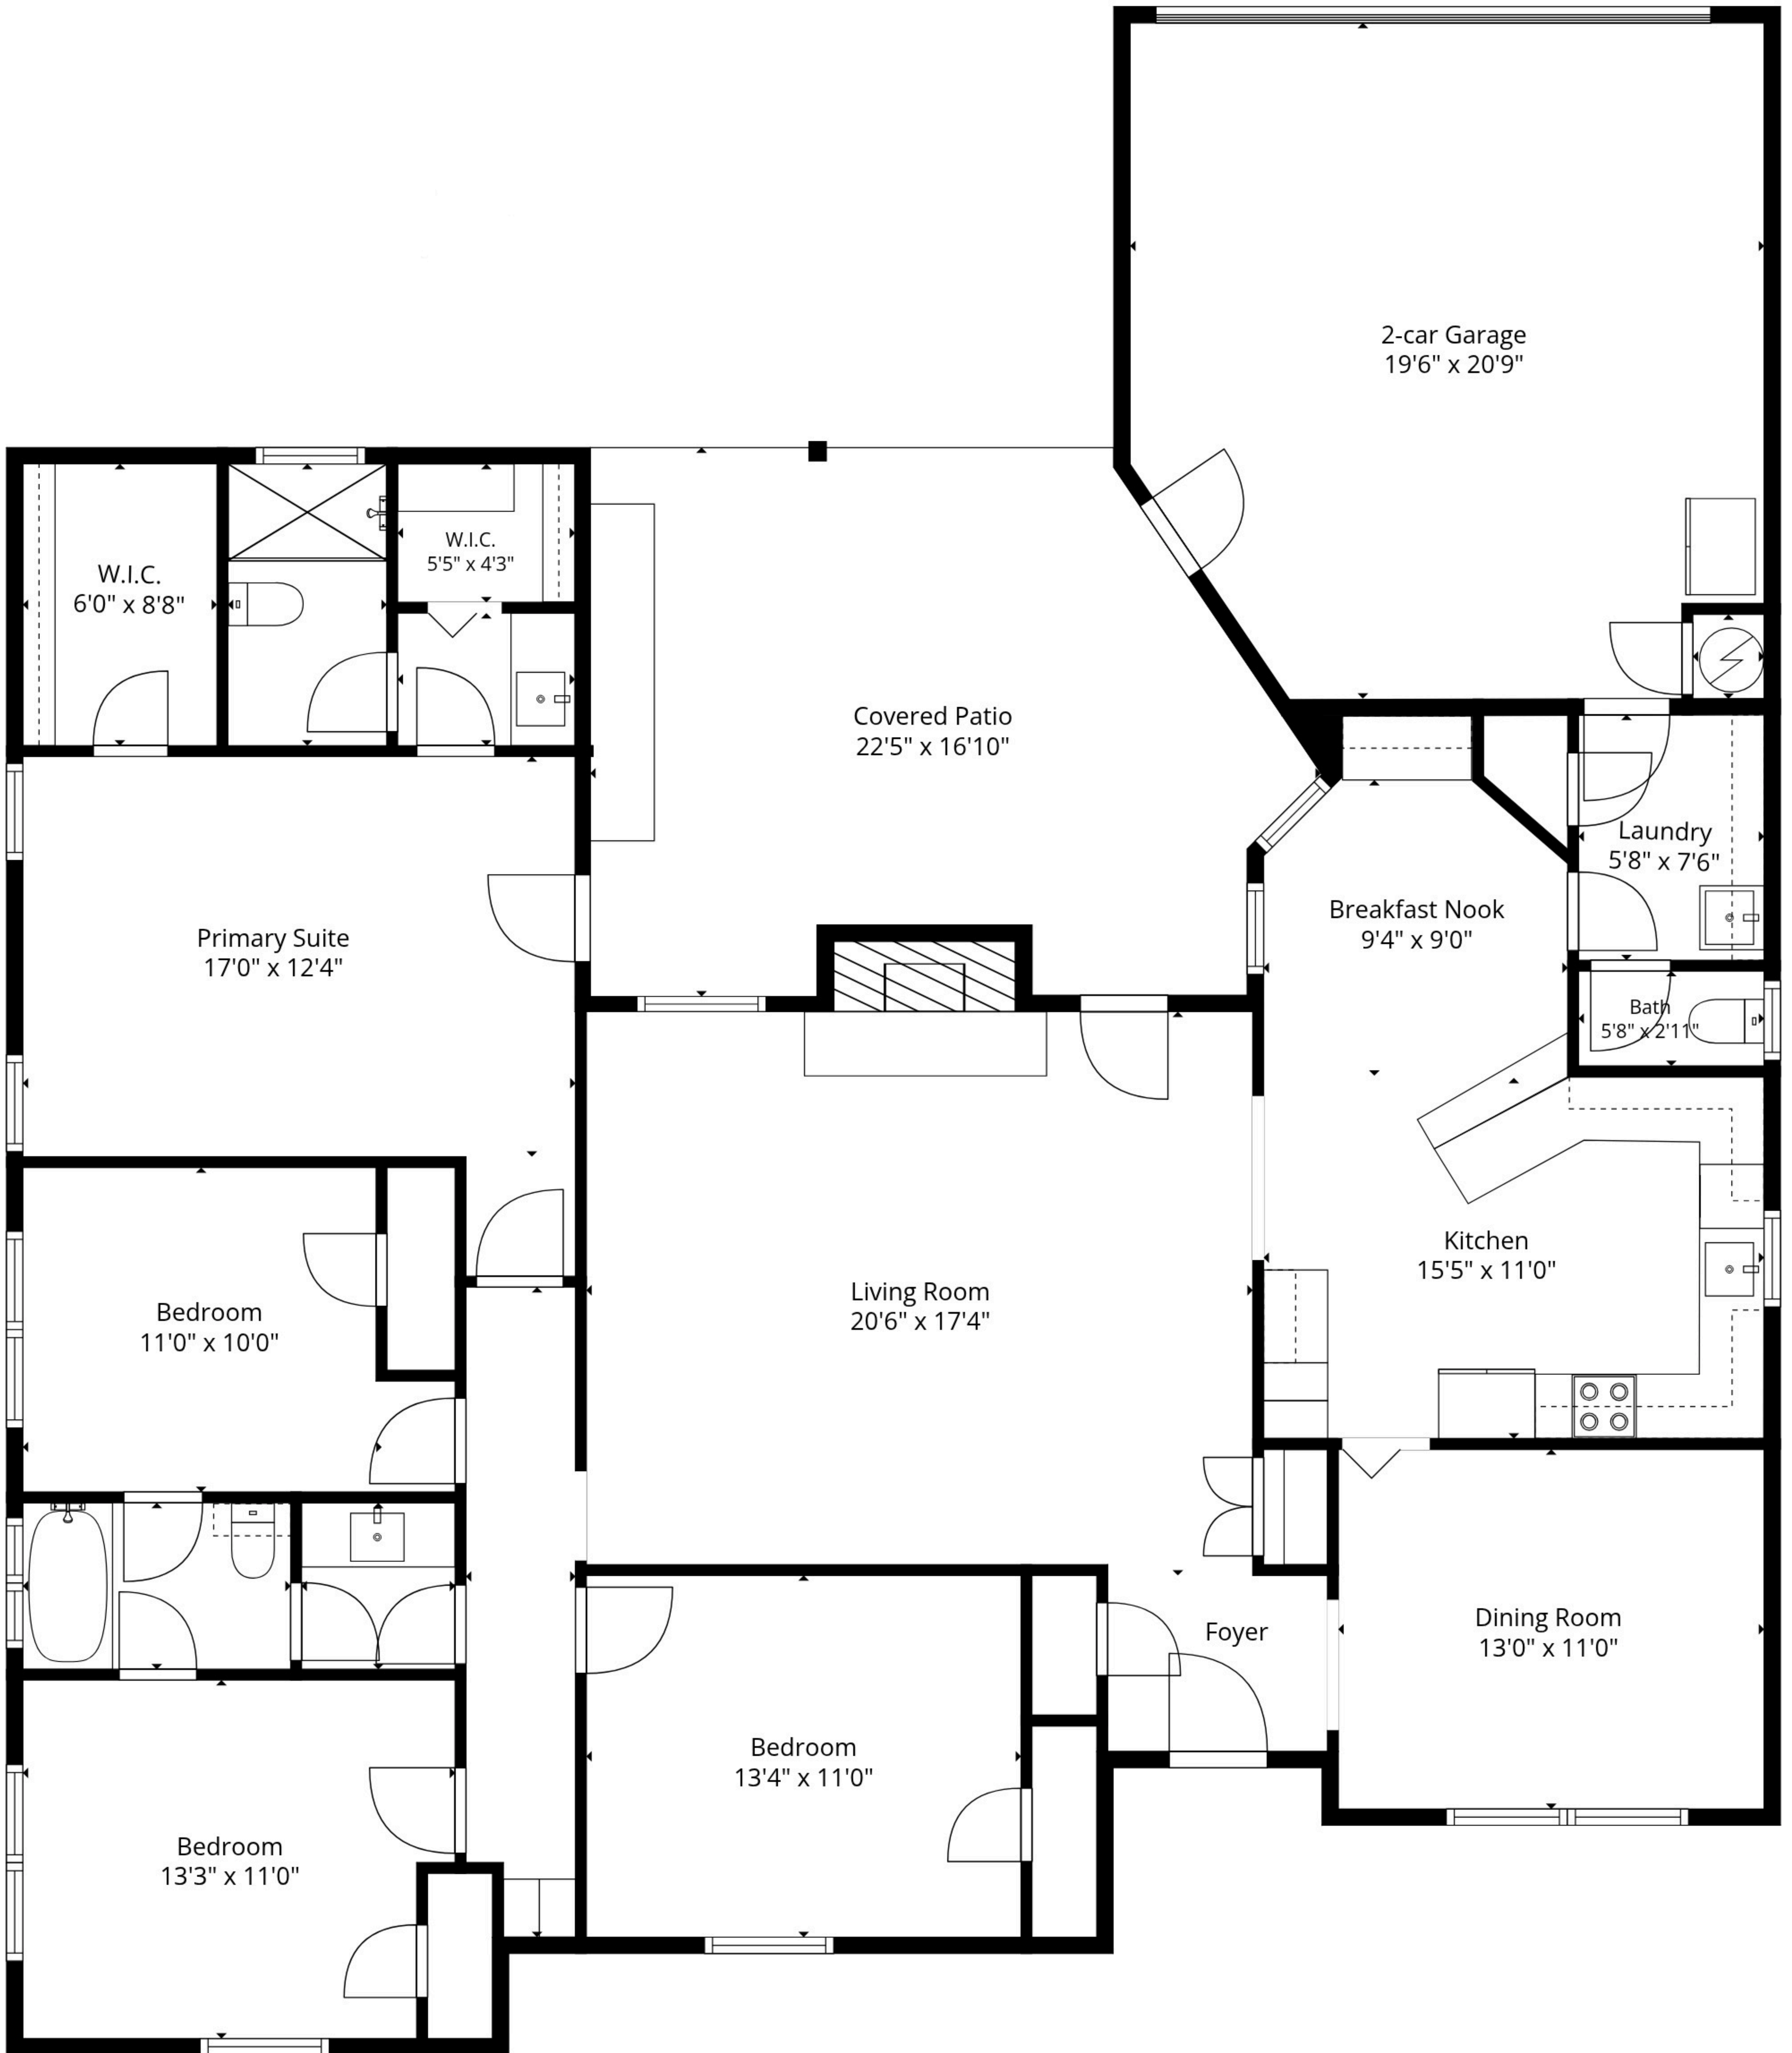 2-car Garage
19'6" x 20'9"
W.I.C.
5'5" x 4'3"
W.I.C.
6'0" x 8'8"
Covered Patio
22'5" x 16'10"
Laundry
5'8" x 7'6"
Breakfast Nook
9'4" x 9'0"
Primary Suite
17'0" x 12'4"
Bath
5'8" x 2'11"
Kitchen
15'5" x 11'0"
Living Room
20'6" x 17'4"
Bedroom
11'0" x 10'0"
Foyer
Dining Room
13'0" x 11'0"
Bedroom
13'4" x 11'0"
Bedroom
13'3" x 11'0"